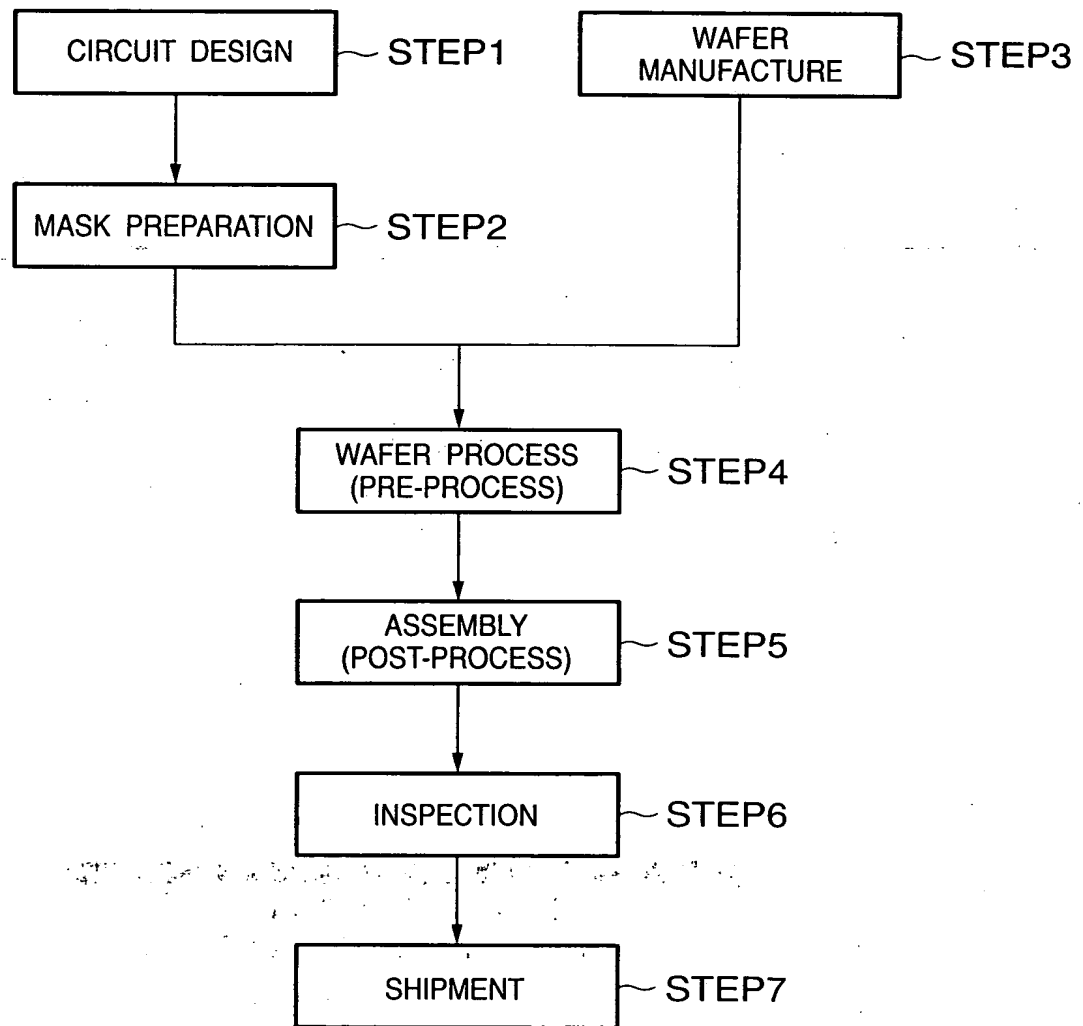 CIRCUIT DESIGN
STEP1
WAFER
MANUFACTURE
STEP3
MASK PREPARATION
STEP2
WAFER PROCESS
(PRE-PROCESS)
STEP4
ASSEMBLY
(POST-PROCESS)
STEP5
INSPECTION
STEP6
SHIPMENT
STEP7